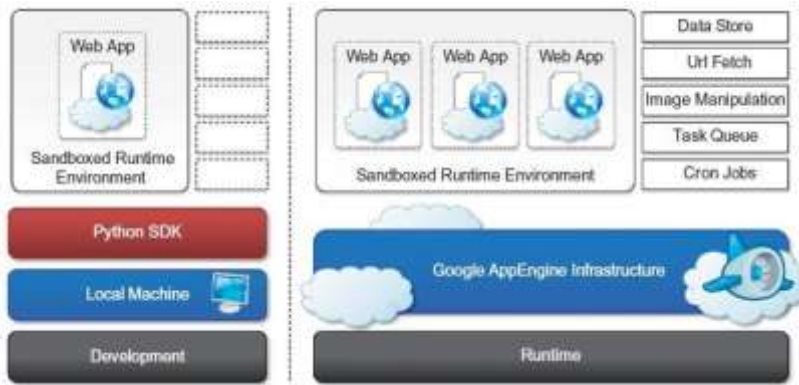 Web App
Sandboxed Runtime
Environment
Python SDK
Local Machine
Development
Web App
Web App
Web App
Sandboxed Runtime Environment
Data Store
Url Fetch
Image Manipulation
Task Queue
Cron Jobs
Google AppEngine Infrastructure
Runtime